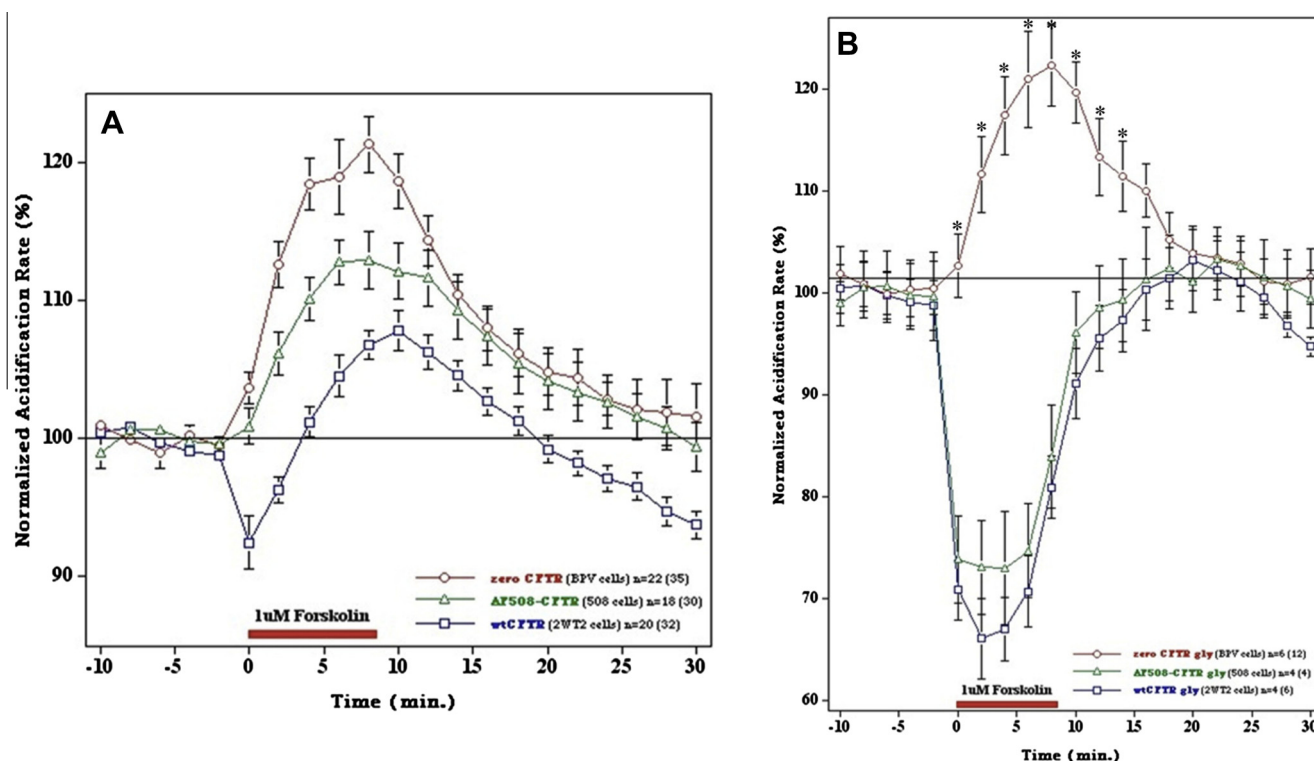 A
Normalized Acidification Rate (%)
120
110
100
90
zero CFTR (BPV cells) n=22 (35)
ΔF508-CFTR (508 cells) n=18 (30)
wtCFTR (2WT2 cells) n=20 (32)
1uM Forskolin
-10 -5 0 5 10 15 20 25 30
Time (min.)
B
Normalized Acidification Rate (%)
120
110
100
90
80
70
60
* * * * * * * *
zero CFTR gly (BPV cells) n=6 (12)
ΔF508-CFTR gly (508 cells) n=4 (4)
wtCFTR gly (2WT2 cells) n=4 (6)
1uM Forskolin
-10 -5 0 5 10 15 20 25 30
Time (min.)